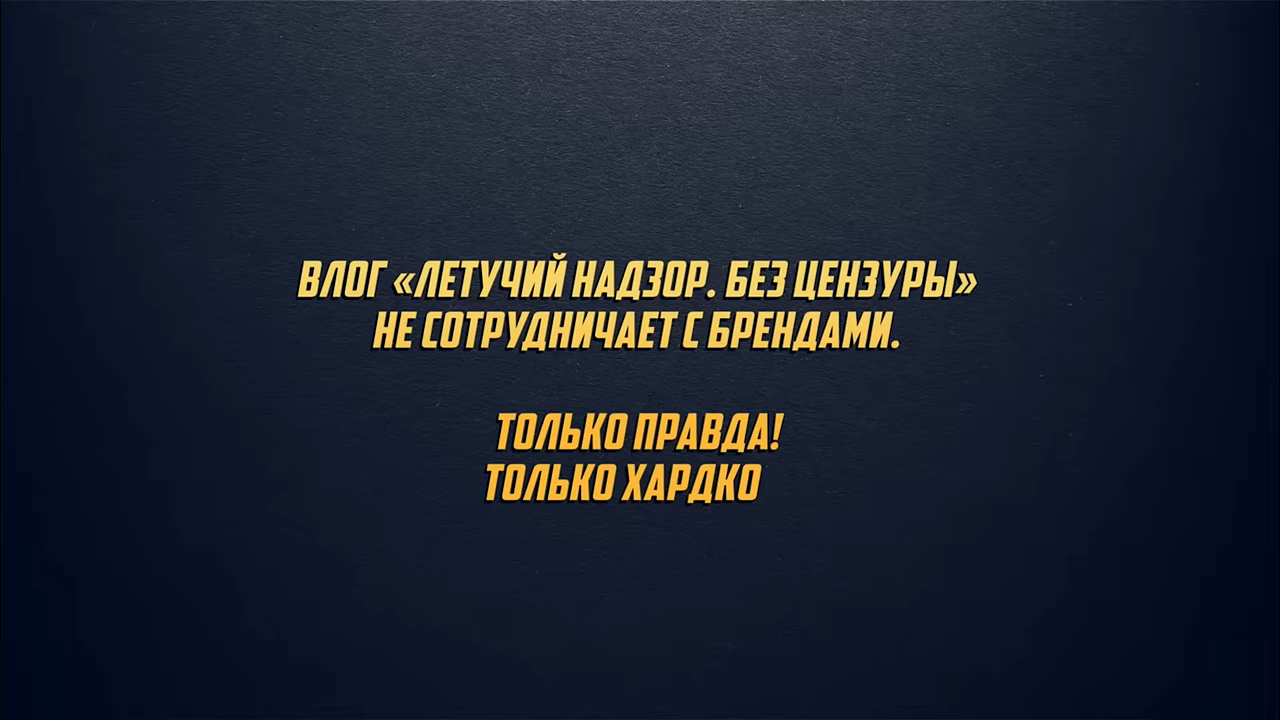 ВЛОГ «ЛЕТУЧИЙ НАДЗОР. БЕЗ ЦЕНЗУРЫ»
НЕ СОТРУДНИЧАЕТ С БРЕНДАМИ.
ТОЛЬКО ПРАВДА!
ТОЛЬКО ХАРДКО